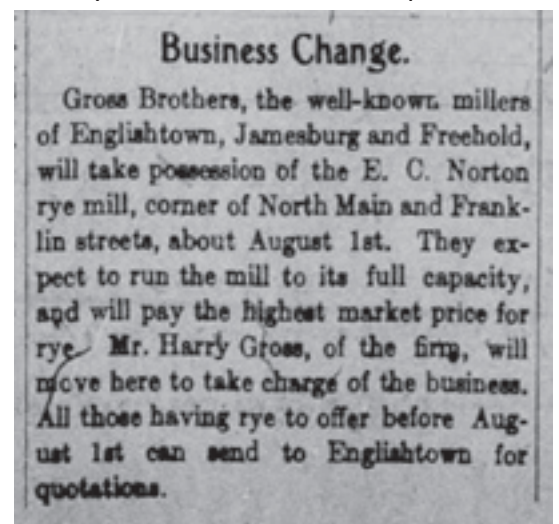 Business Change.
Gross Brothers, the well-known millers
of Englishtown, Jamesburg and Freehold,
will take possession of the E. C. Norton
rye mill, corner of North Main and Frank-
lin streets, about August 1st. They ex-
pect to run the mill to its full capacity,
and will pay the highest market price for
rye. Mr. Harry Gross, of the firm, will
move here to take charge of the business.
All those having rye to offer before Aug-
ust 1st can send to Englishtown for
quotations.